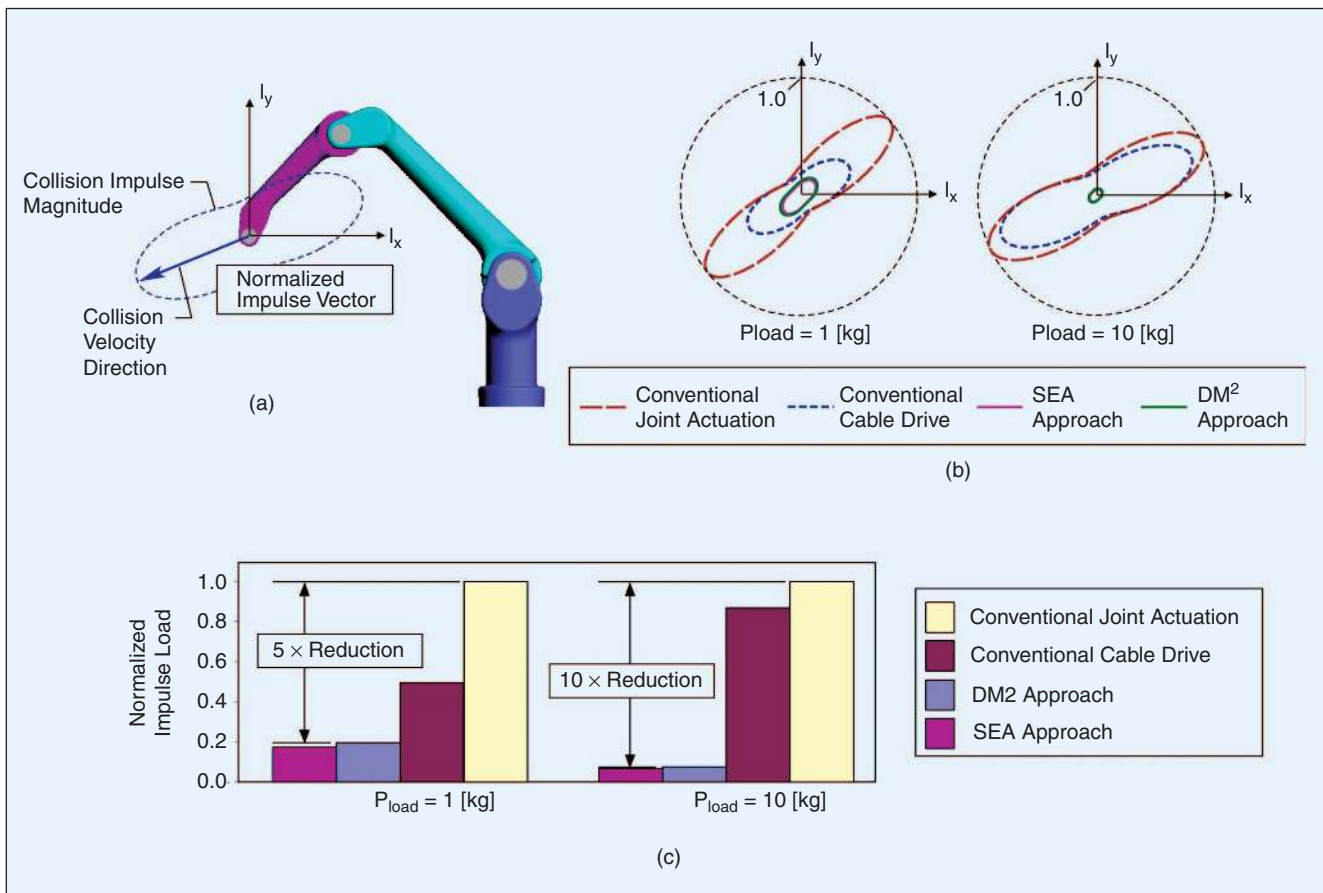 I_y
I_x
Collision Impulse
Magnitude
Normalized
Impulse Vector
Collision
Velocity
Direction
(a)
I_y
1.0
I_x
Pload = 1 [kg]
I_y
1.0
I_x
Pload = 10 [kg]
Conventional
Joint Actuation
Conventional
Cable Drive
SEA
Approach
DM²
Approach
(b)
Normalized
Impulse Load
1.0
0.8
0.6
0.4
0.2
0.0
5 × Reduction
10 × Reduction
P_load = 1 [kg]
P_load = 10 [kg]
Conventional Joint Actuation
Conventional Cable Drive
DM2 Approach
SEA Approach
(c)